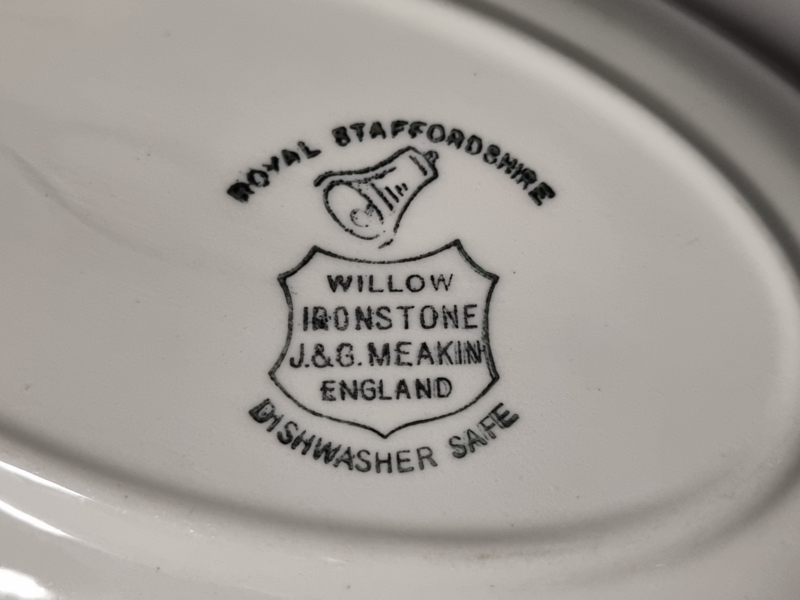 ROYAL STAFFORDSHIRE
WILLOW
IRONSTONE
J.&G. MEAKIN
ENGLAND
DISHWASHER SAFE